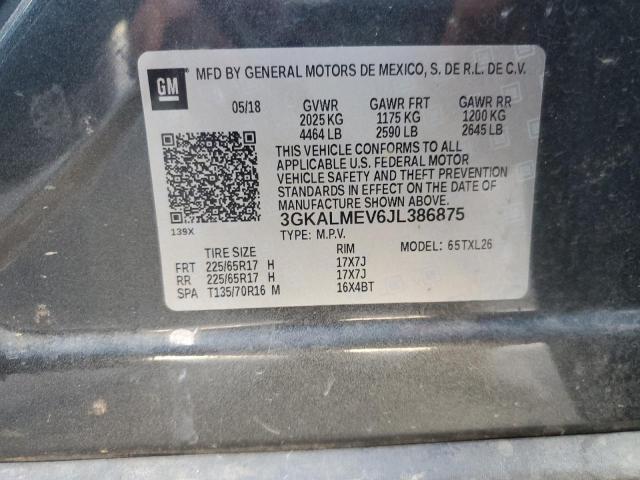 GM
MFD BY GENERAL MOTORS DE MEXICO, S. DE R.L. DE C.V.
05/18 GVWR GAWR FRT GAWR RR
2025 KG 1175 KG 1200 KG
4464 LB 2590 LB 2645 LB
THIS VEHICLE CONFORMS TO ALL
APPLICABLE U.S. FEDERAL MOTOR
VEHICLE SAFETY AND THEFT PREVENTION
STANDARDS IN EFFECT ON THE DATE OF
MANUFACTURE SHOWN ABOVE.
139X 3GKALMEV6JL386875
TYPE: M.P.V. MODEL: 65TXL26
TIRE SIZE RIM
FRT 225/65R17 H 17X7J
RR 225/65R17 H 17X7J
SPA T135/70R16 M 16X4BT